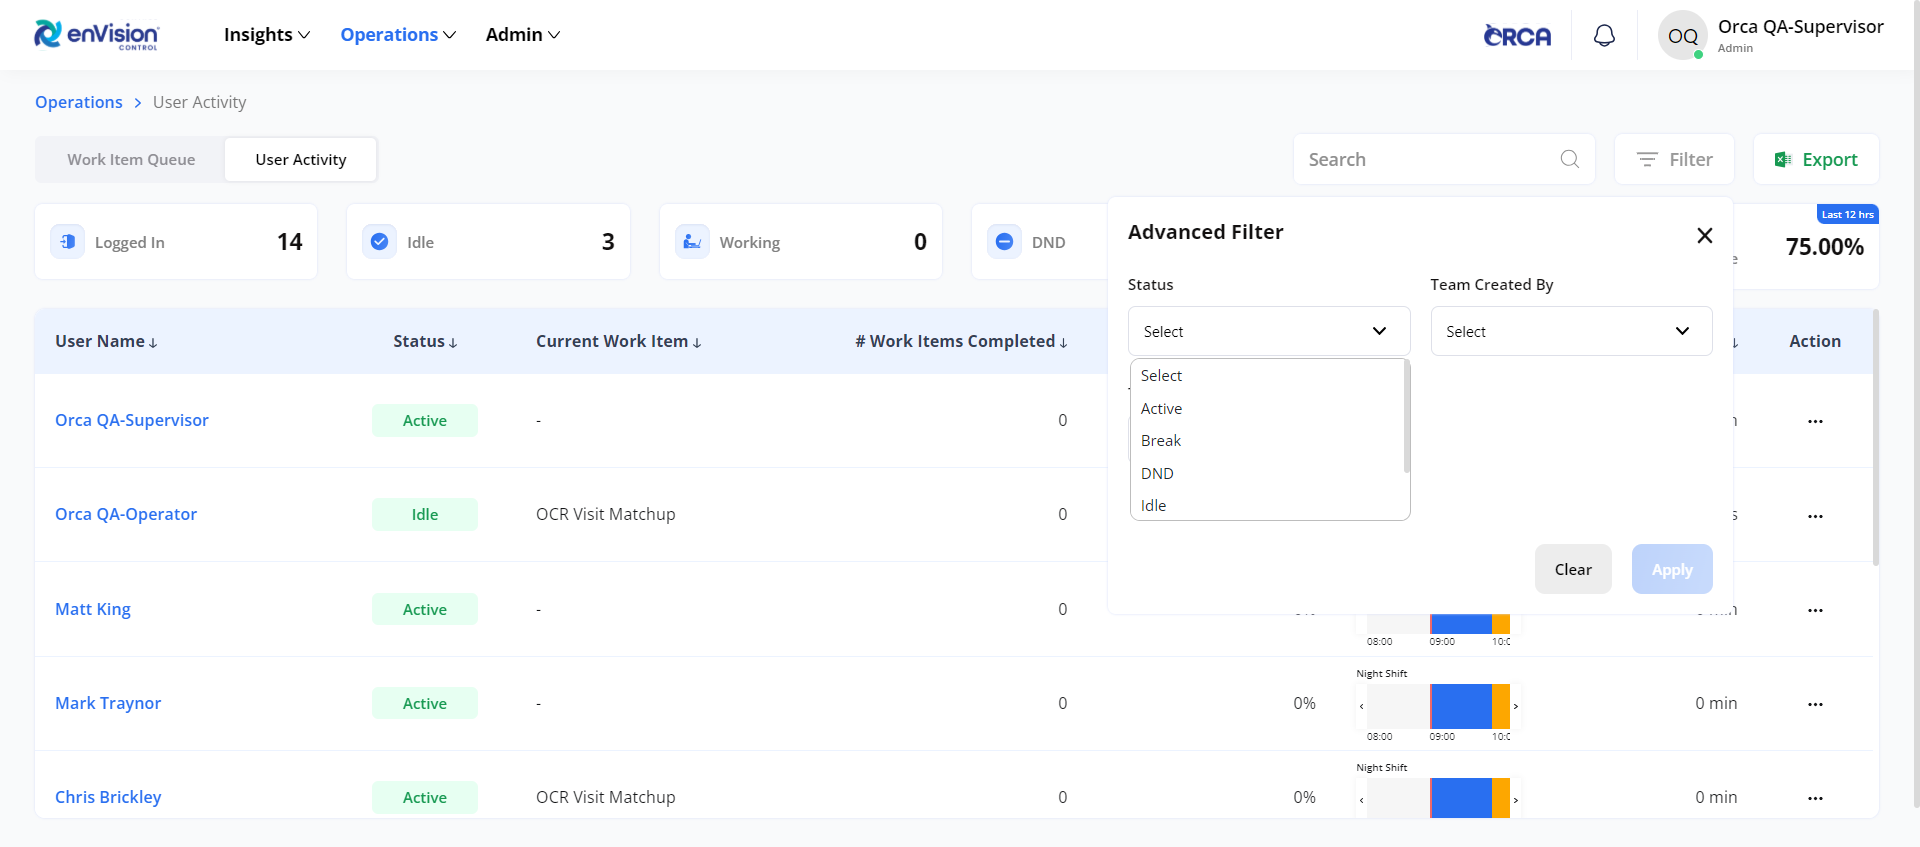 enVision
CONTROL
Insights
Operations
Admin
ORCA
OQ
Orca QA-Supervisor
Admin
Operations > User Activity
Work Item Queue
User Activity
Search
Filter
Export
Logged In 14
Idle 3
Working 0
DND
Last 12 hrs
75.00%
Advanced Filter
Status
Team Created By
Select
Select
Select
Active
Break
DND
Idle
Clear
Apply
User Name ↓ Status ↓ Current Work Item ↓ # Work Items Completed ↓ Action
Orca QA-Supervisor Active - 0 ...
Orca QA-Operator Idle OCR Visit Matchup 0 ...
Matt King Active - 0 ...
08:00 09:00
Mark Traynor Active - 0 0% 0 min ...
Night Shift
08:00 09:00
Chris Brickley Active OCR Visit Matchup 0 0% 0 min ...
Night Shift